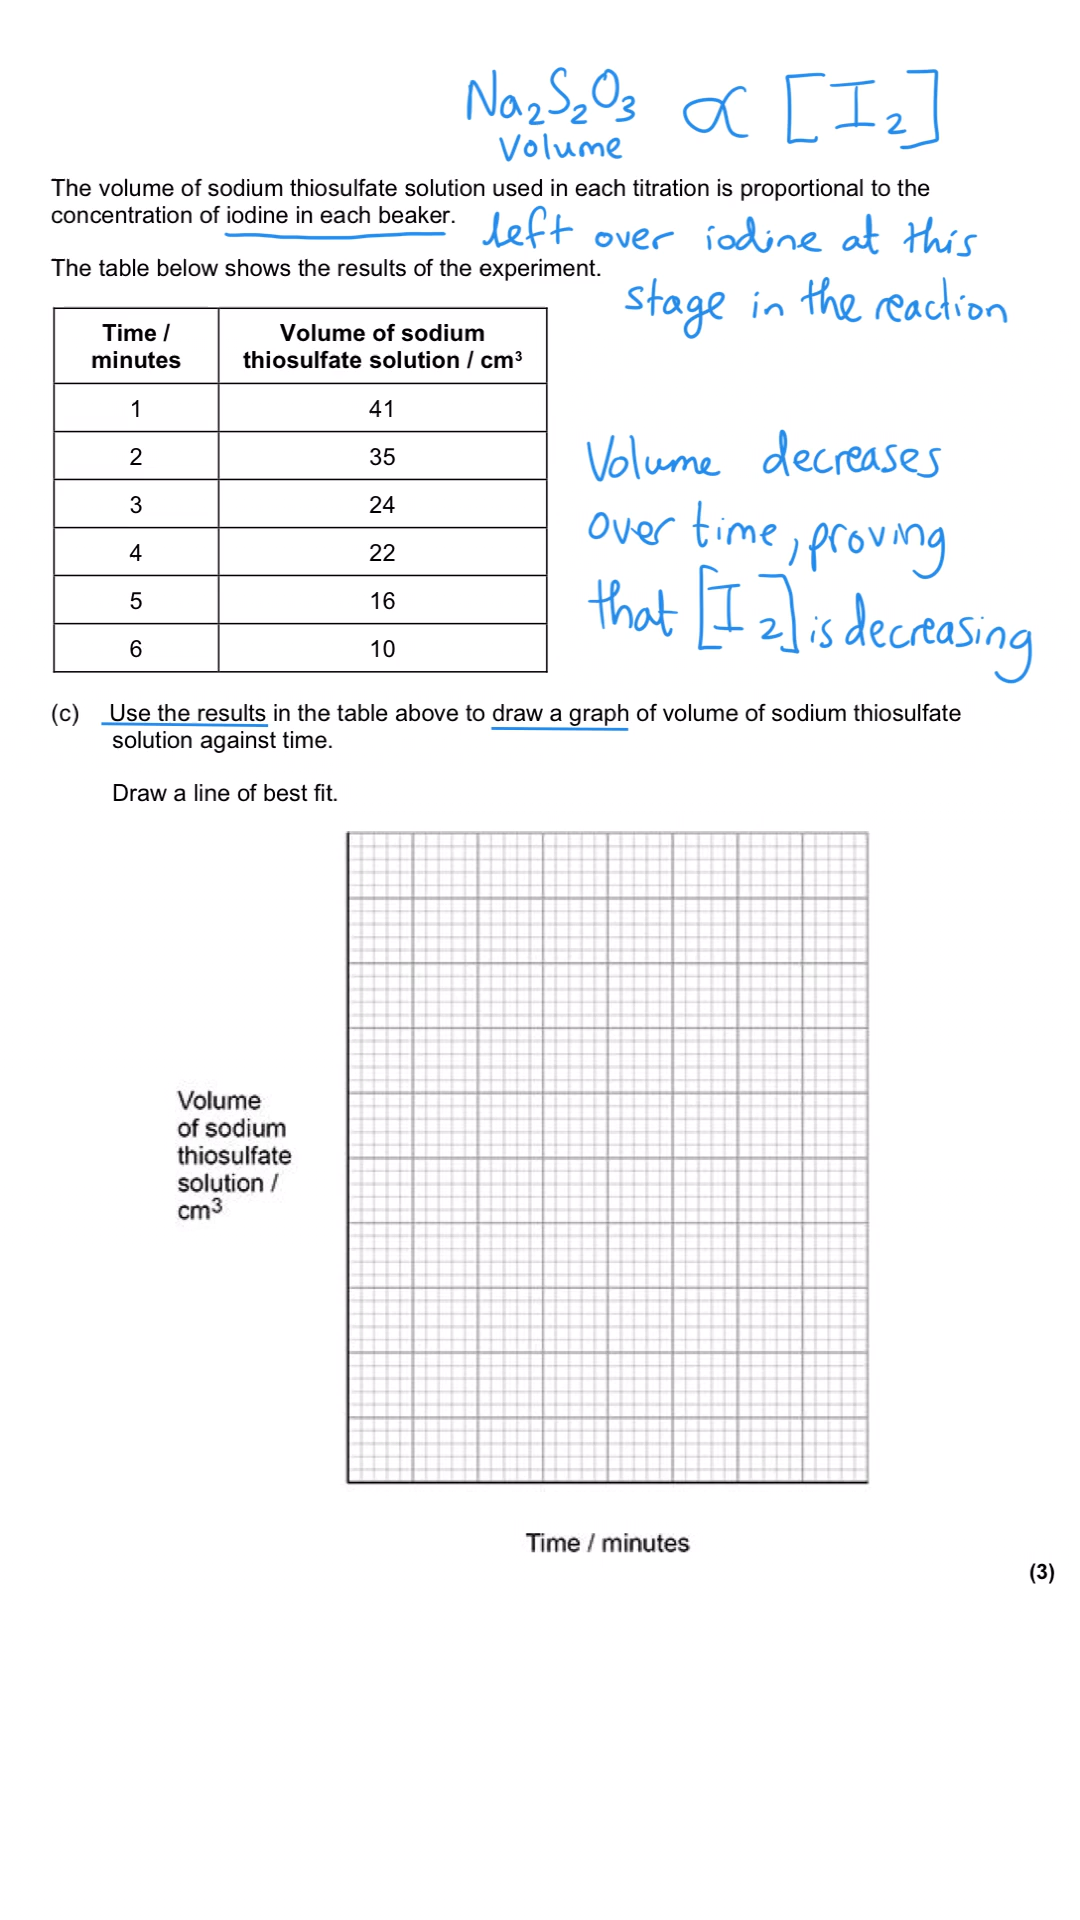 Na₂S₂O₃ ∝ [I₂]
Volume
The volume of sodium thiosulfate solution used in each titration is proportional to the
concentration of iodine in each beaker.
left over iodine at this
stage in the reaction
The table below shows the results of the experiment.
Time / minutes Volume of sodium thiosulfate solution / cm³
1 41
2 35
3 24
4 22
5 16
6 10
Volume decreases
over time, proving
that [I₂] is decreasing
(c) Use the results in the table above to draw a graph of volume of sodium thiosulfate
solution against time.
Draw a line of best fit.
Volume
of sodium
thiosulfate
solution /
cm³
Time / minutes
(3)